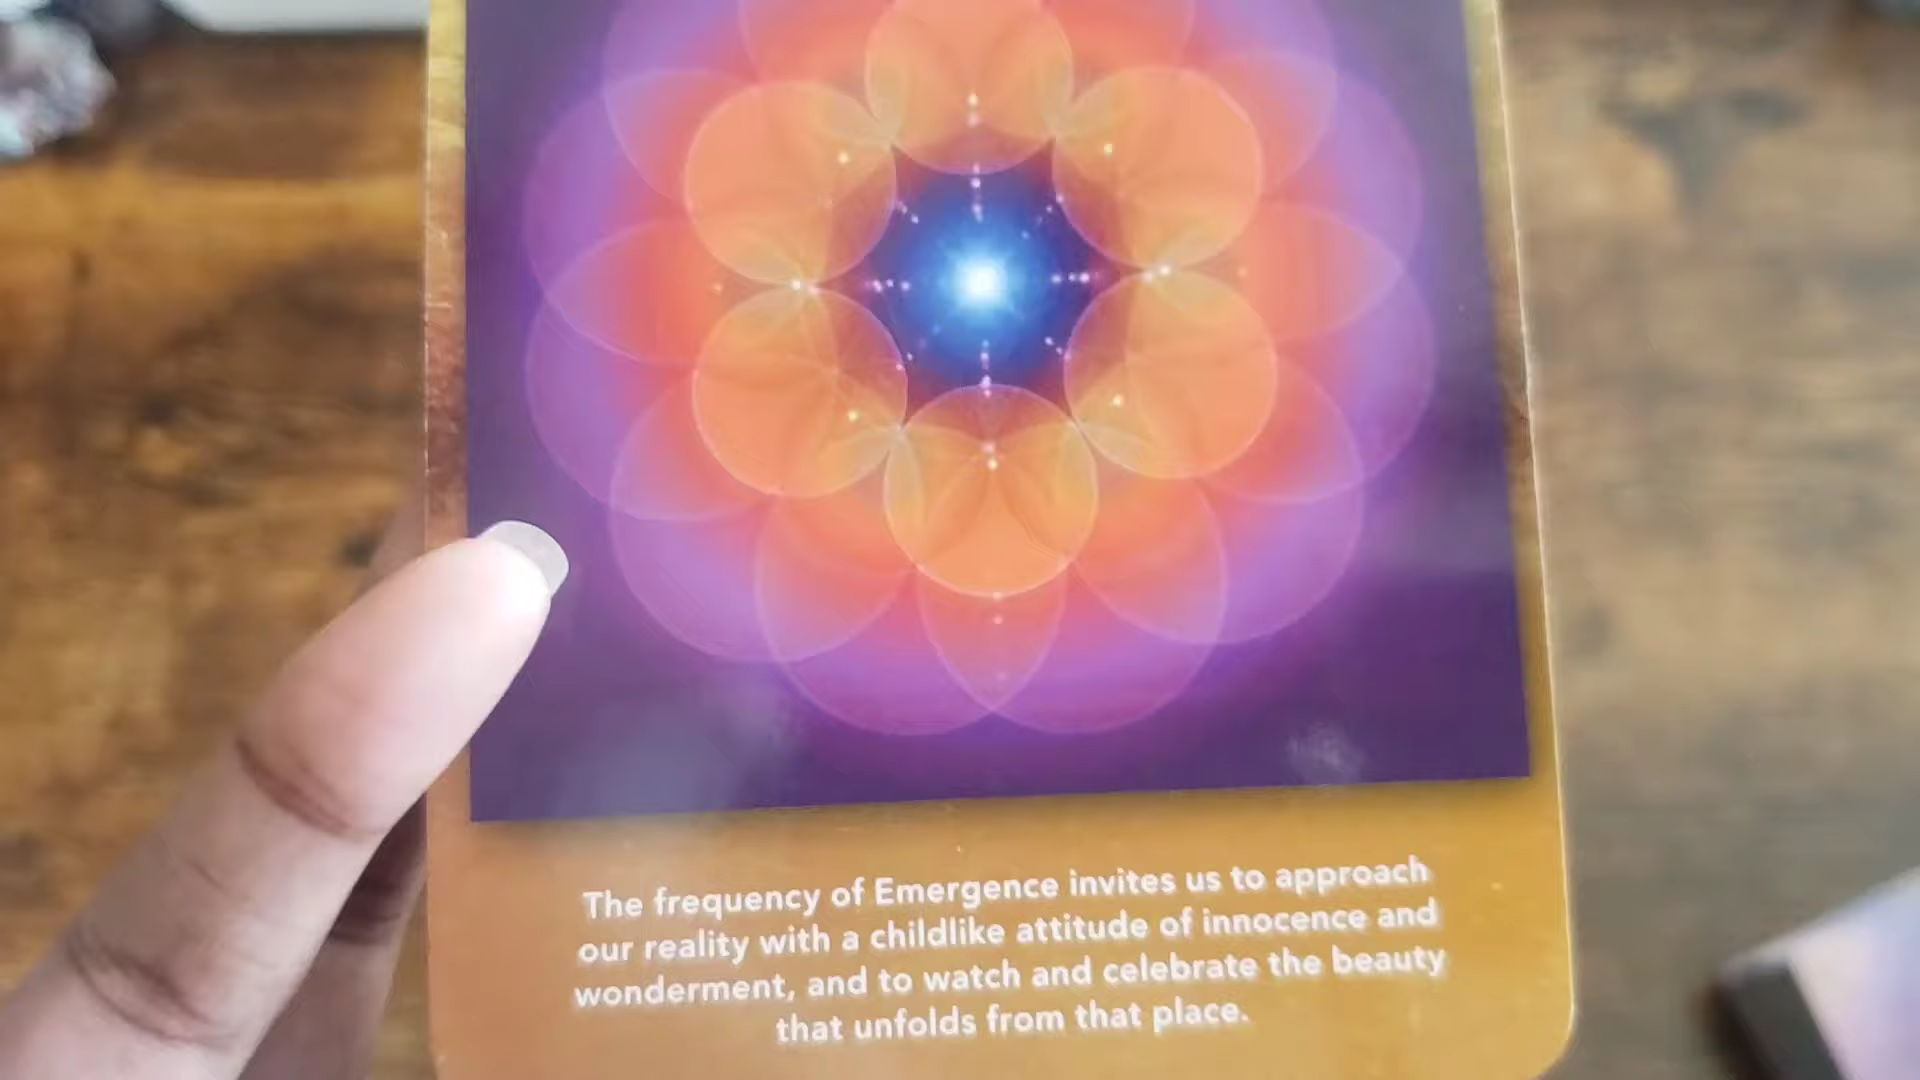 The frequency of Emergence invites us to approach
our reality with a childlike attitude of innocence and
wonderment, and to watch and celebrate the beauty
that unfolds from that place.